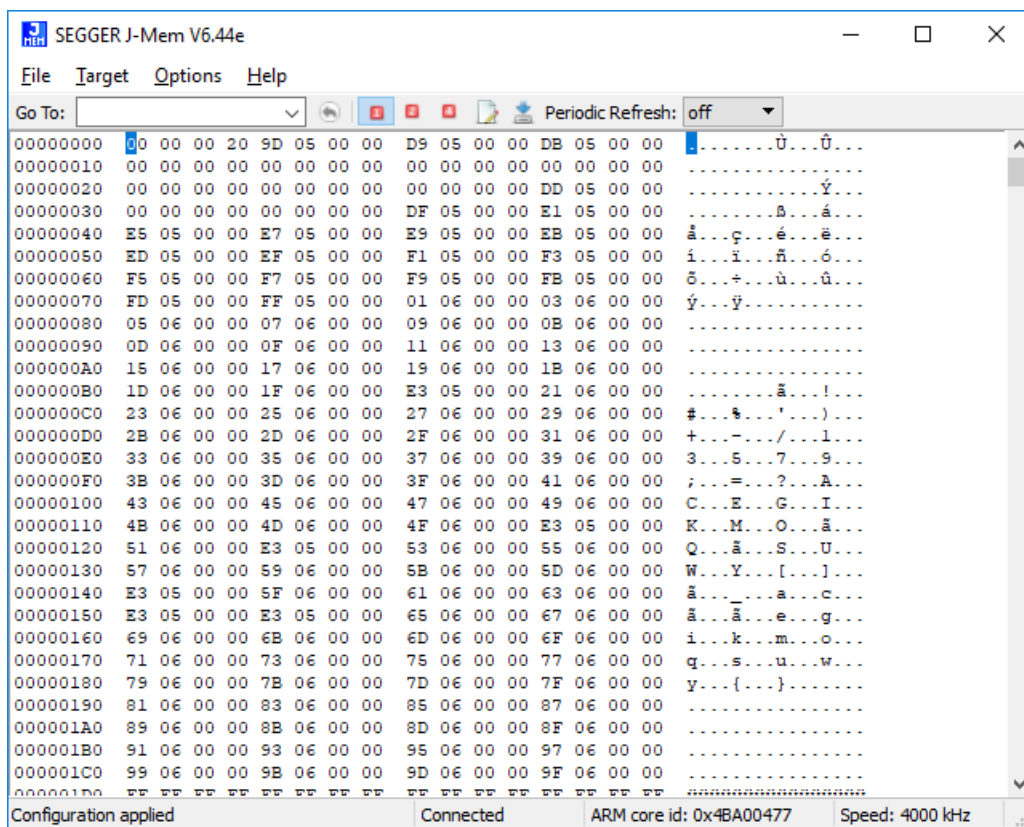 SEGGER J-Mem V6.44e
File Target Options Help
Go To: Periodic Refresh: off
00000000 00 00 00 20 9D 05 00 00 D9 05 00 00 DB 05 00 00 ........Ù...Û...
00000010 00 00 00 00 00 00 00 00 00 00 00 00 00 00 00 00 ................
00000020 00 00 00 00 00 00 00 00 00 00 00 00 DD 05 00 00 ............Ý...
00000030 00 00 00 00 00 00 00 00 DF 05 00 00 E1 05 00 00 ........ß...á...
00000040 E5 05 00 00 E7 05 00 00 E9 05 00 00 EB 05 00 00 å...ç...é...ë...
00000050 ED 05 00 00 EF 05 00 00 F1 05 00 00 F3 05 00 00 í...ï...ñ...ó...
00000060 F5 05 00 00 F7 05 00 00 F9 05 00 00 FB 05 00 00 õ...÷...ù...û...
00000070 FD 05 00 00 FF 05 00 00 01 06 00 00 03 06 00 00 ý...ÿ...........
00000080 05 06 00 00 07 06 00 00 09 06 00 00 0B 06 00 00 ................
00000090 0D 06 00 00 0F 06 00 00 11 06 00 00 13 06 00 00 ................
000000A0 15 06 00 00 17 06 00 00 19 06 00 00 1B 06 00 00 ................
000000B0 1D 06 00 00 1F 06 00 00 E3 05 00 00 21 06 00 00 ........ã...!...
000000C0 23 06 00 00 25 06 00 00 27 06 00 00 29 06 00 00 #...%...'...)...
000000D0 2B 06 00 00 2D 06 00 00 2F 06 00 00 31 06 00 00 +...-.../...1...
000000E0 33 06 00 00 35 06 00 00 37 06 00 00 39 06 00 00 3...5...7...9...
000000F0 3B 06 00 00 3D 06 00 00 3F 06 00 00 41 06 00 00 ;...=...?...A...
00000100 43 06 00 00 45 06 00 00 47 06 00 00 49 06 00 00 C...E...G...I...
00000110 4B 06 00 00 4D 06 00 00 4F 06 00 00 E3 05 00 00 K...M...O...ã...
00000120 51 06 00 00 E3 05 00 00 53 06 00 00 55 06 00 00 Q...ã...S...U...
00000130 57 06 00 00 59 06 00 00 5B 06 00 00 5D 06 00 00 W...Y...[...]...
00000140 E3 05 00 00 5F 06 00 00 61 06 00 00 63 06 00 00 ã..._...a...c...
00000150 E3 05 00 00 E3 05 00 00 65 06 00 00 67 06 00 00 ã...ã...e...g...
00000160 69 06 00 00 6B 06 00 00 6D 06 00 00 6F 06 00 00 i...k...m...o...
00000170 71 06 00 00 73 06 00 00 75 06 00 00 77 06 00 00 q...s...u...w...
00000180 79 06 00 00 7B 06 00 00 7D 06 00 00 7F 06 00 00 y...{...}.......
00000190 81 06 00 00 83 06 00 00 85 06 00 00 87 06 00 00 ................
000001A0 89 06 00 00 8B 06 00 00 8D 06 00 00 8F 06 00 00 ................
000001B0 91 06 00 00 93 06 00 00 95 06 00 00 97 06 00 00 ................
000001C0 99 06 00 00 9B 06 00 00 9D 06 00 00 9F 06 00 00 ................
000001D0 FF FF FF FF FF FF FF FF FF FF FF FF FF FF FF FF ÿÿÿÿÿÿÿÿÿÿÿÿÿÿÿÿ
Configuration applied Connected ARM core id: 0x4BA00477 Speed: 4000 kHz